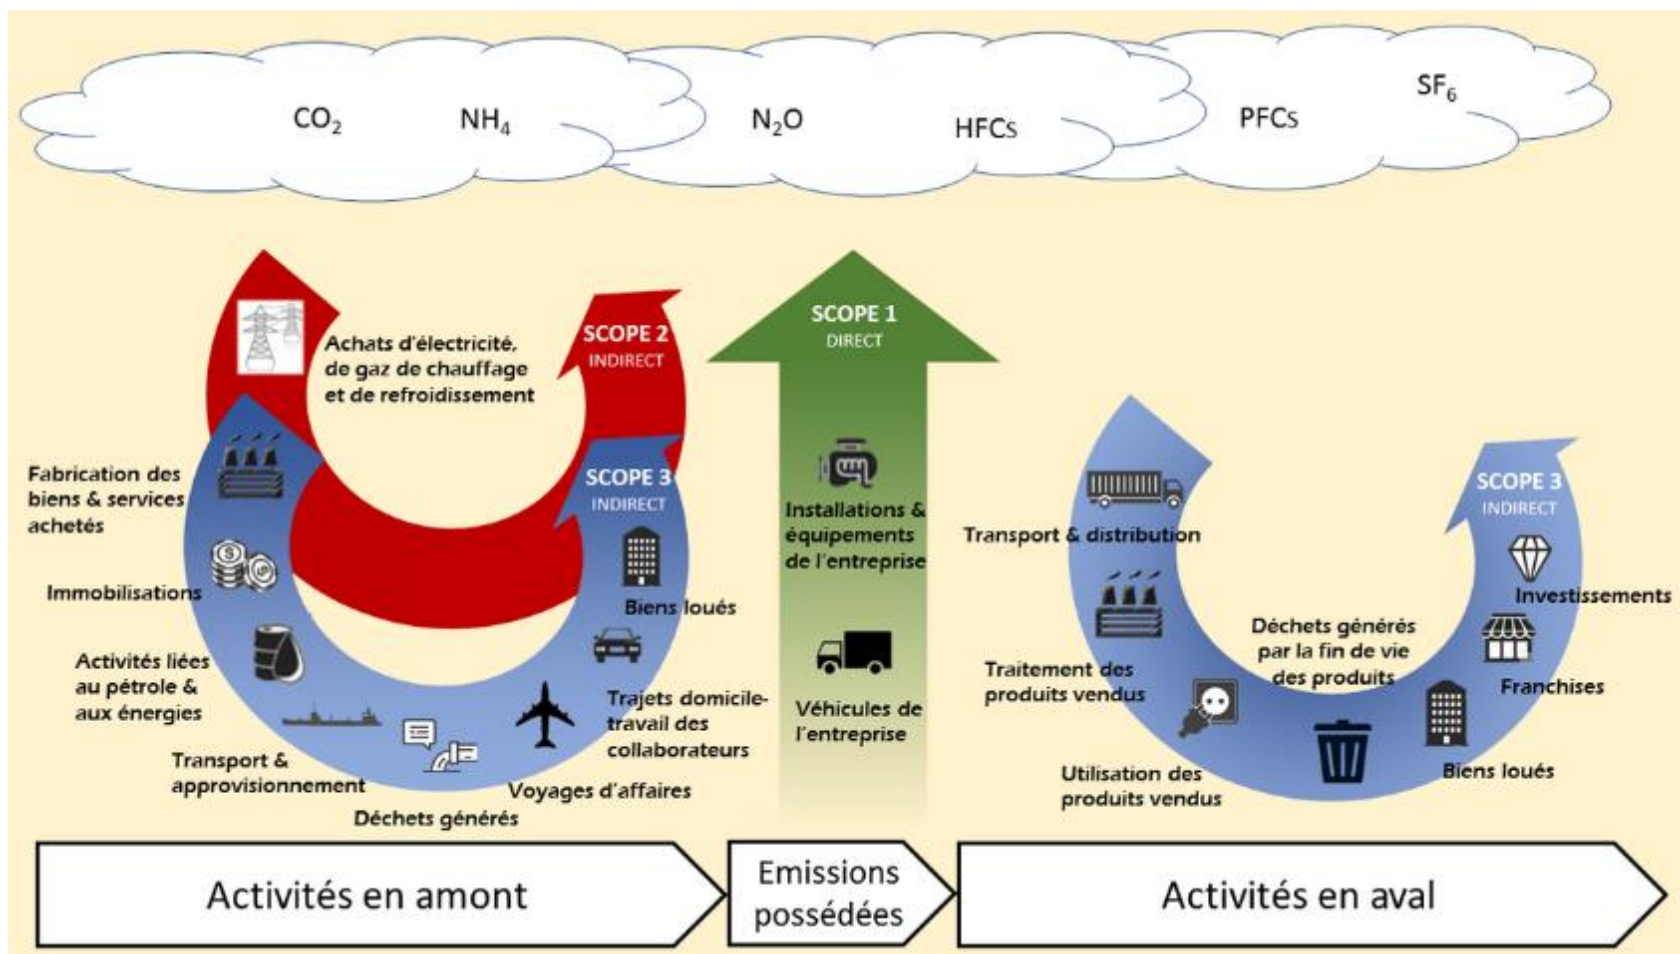 CO₂
NH₄
N₂O
HFCs
PFCs
SF₆
Achats d'électricité,
de gaz de chauffage
et de refroidissement
SCOPE 2
INDIRECT
Fabrication des
biens & services
achetés
Immobilisations
Activités liées
au pétrole &
aux énergies
Transport &
approvisionnement
Déchets générés
Voyages d'affaires
Trajets domicile-
travail des
collaborateurs
Biens loués
SCOPE 3
INDIRECT
SCOPE 1
DIRECT
Installations &
équipements
de l'entreprise
Véhicules de
l'entreprise
Transport & distribution
Traitement des
produits vendus
Utilisation des
produits vendus
Déchets générés
par la fin de vie
des produits
Biens loués
Franchises
Investissements
SCOPE 3
INDIRECT
Activités en amont
Emissions
possédées
Activités en aval